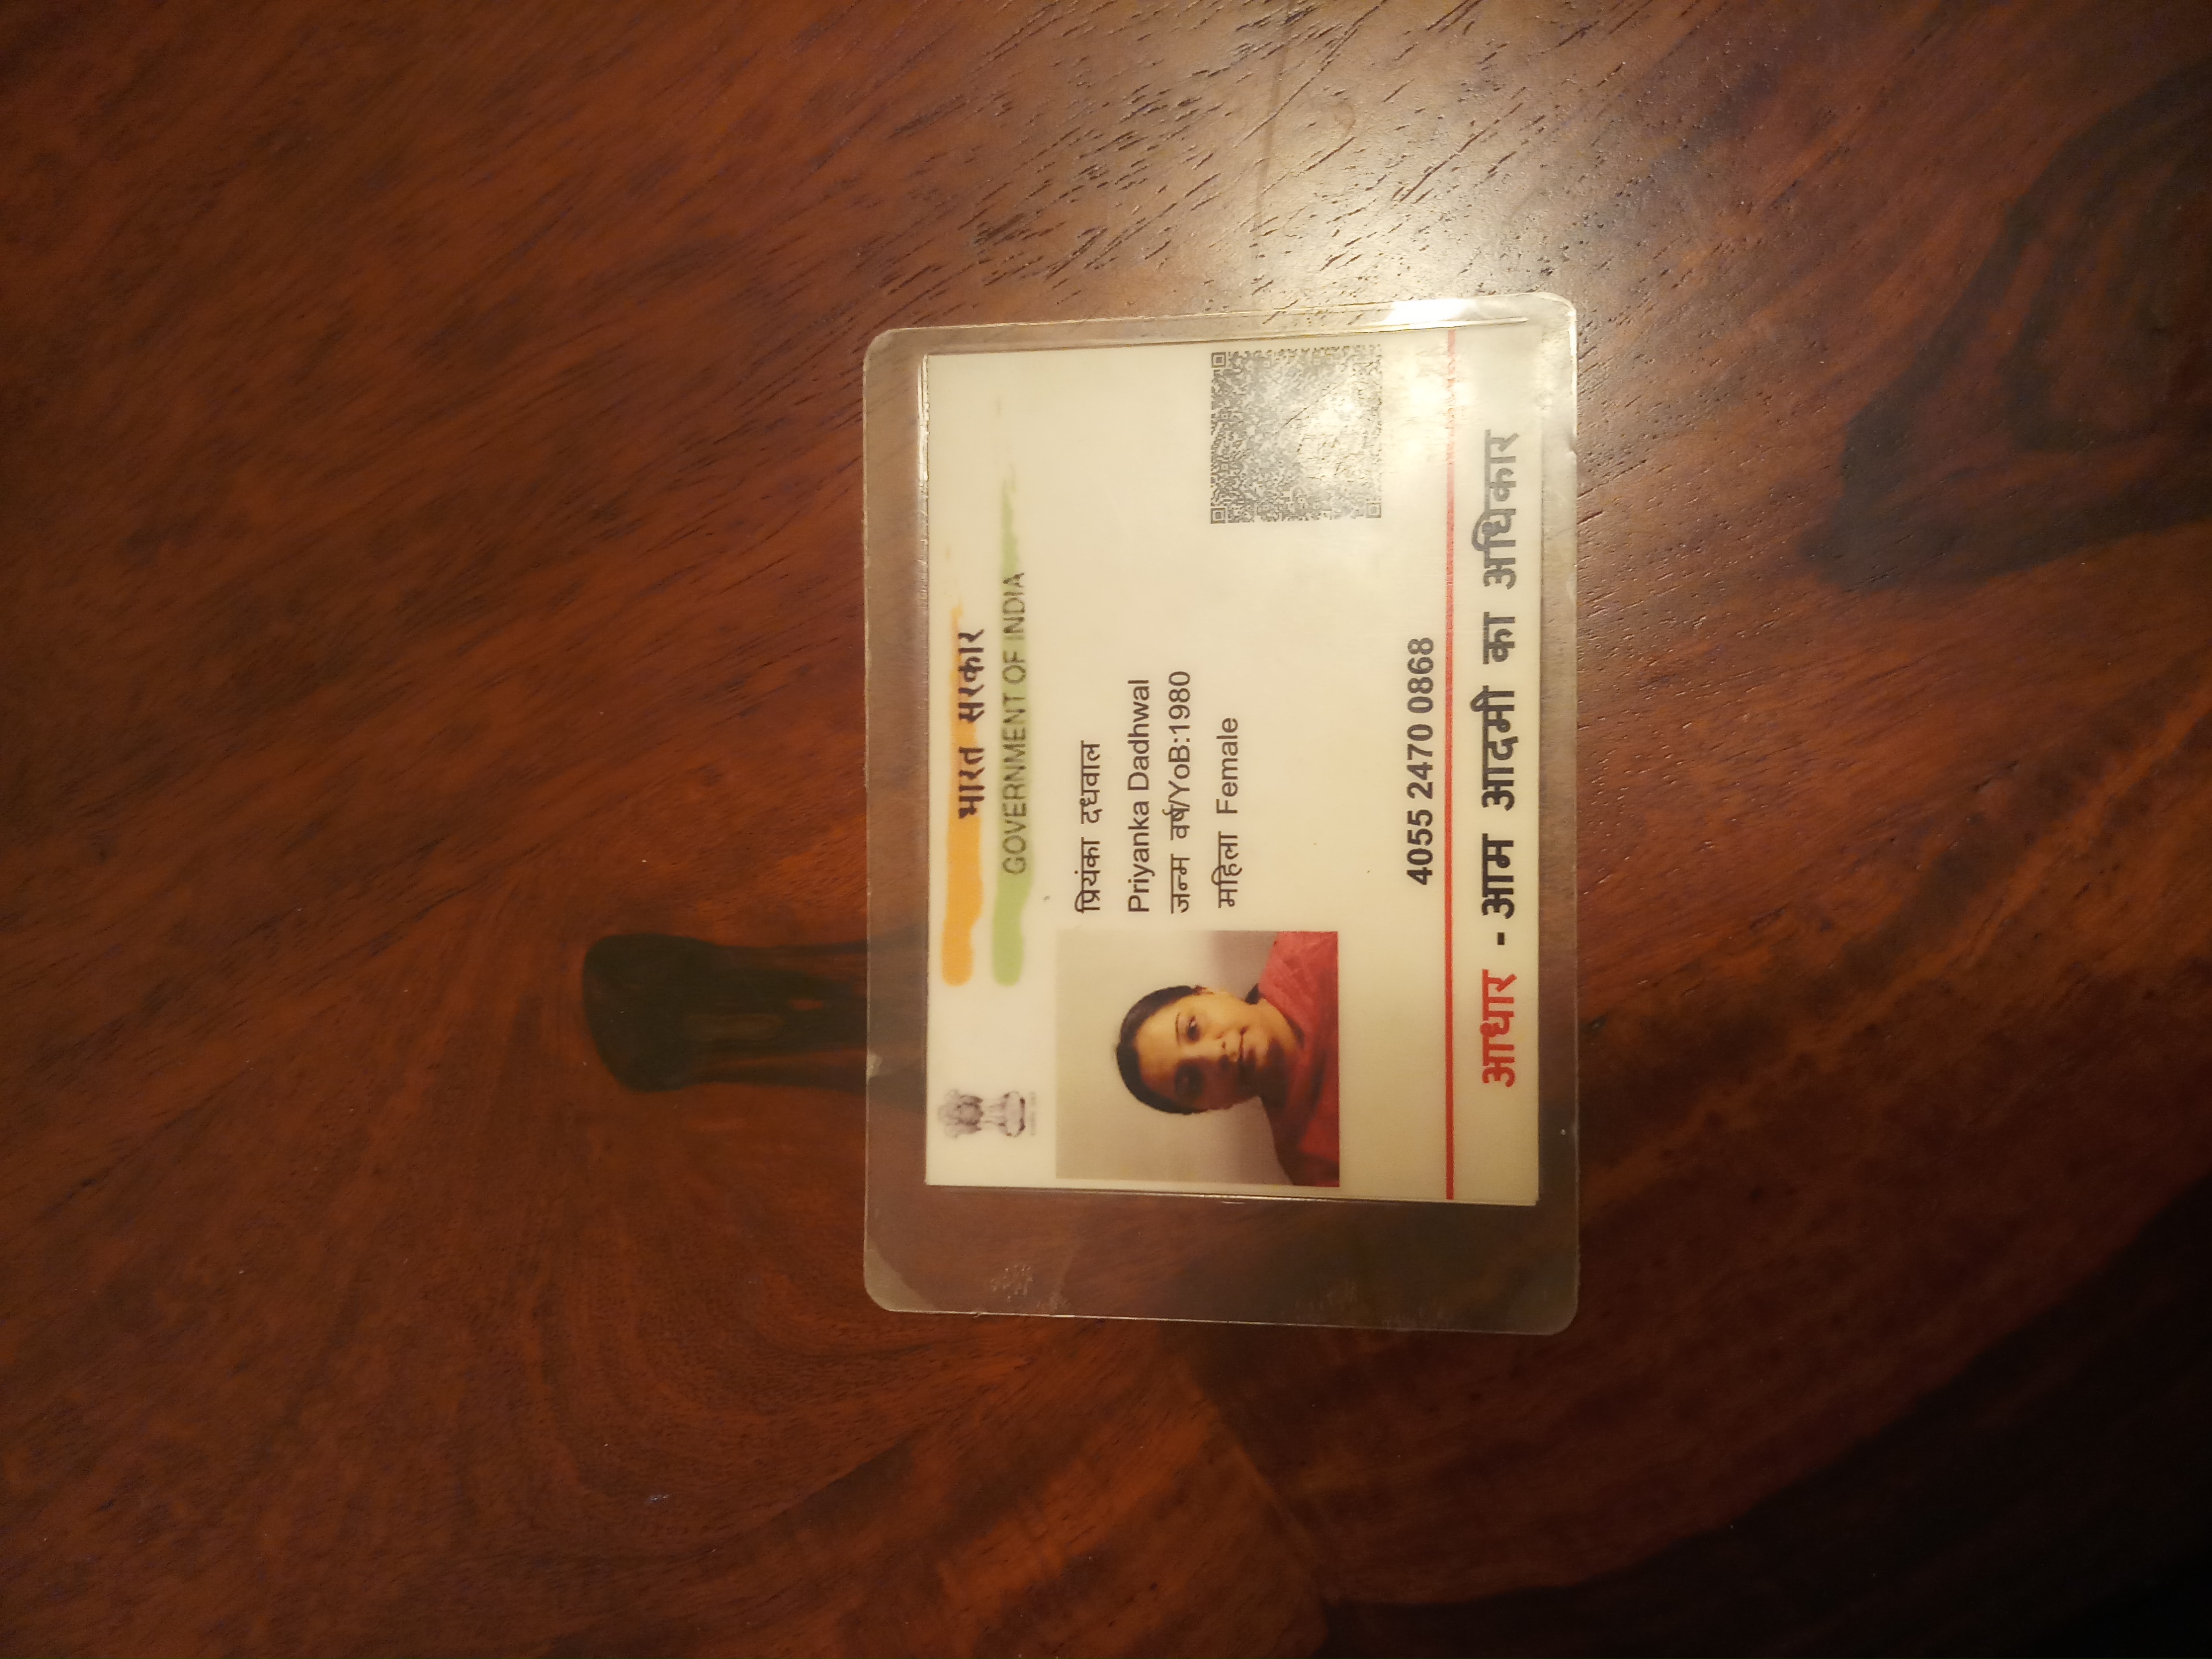 भारत सरकार
GOVERNMENT OF INDIA
प्रियंका दधवाल
Priyanka Dadhwal
जन्म वर्ष/YoB:1980
महिला Female
4055 2470 0868
आधार - आम आदमी का अधिकार